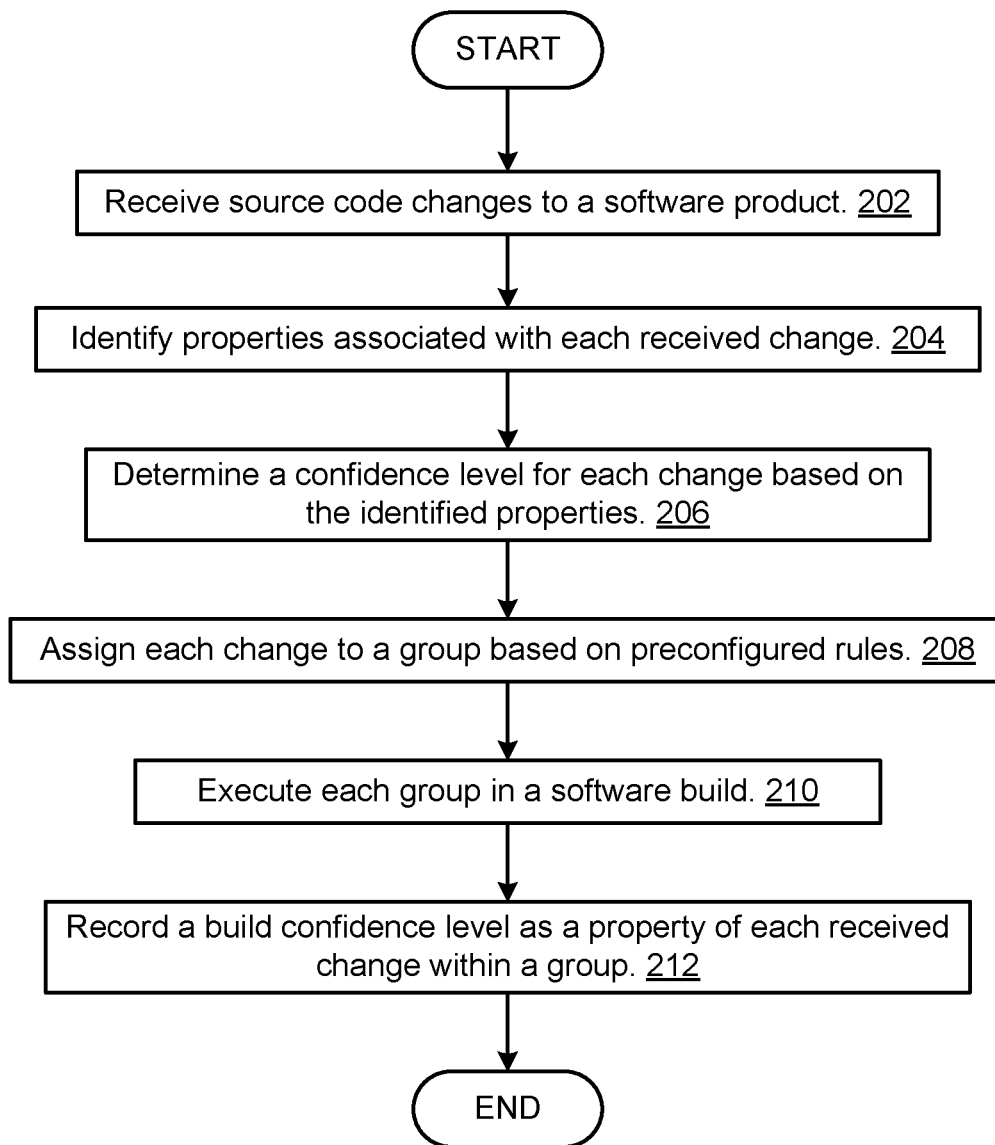 START
Receive source code changes to a software product. 202
Identify properties associated with each received change. 204
Determine a confidence level for each change based on
the identified properties. 206
Assign each change to a group based on preconfigured rules. 208
Execute each group in a software build. 210
Record a build confidence level as a property of each received
change within a group. 212
END